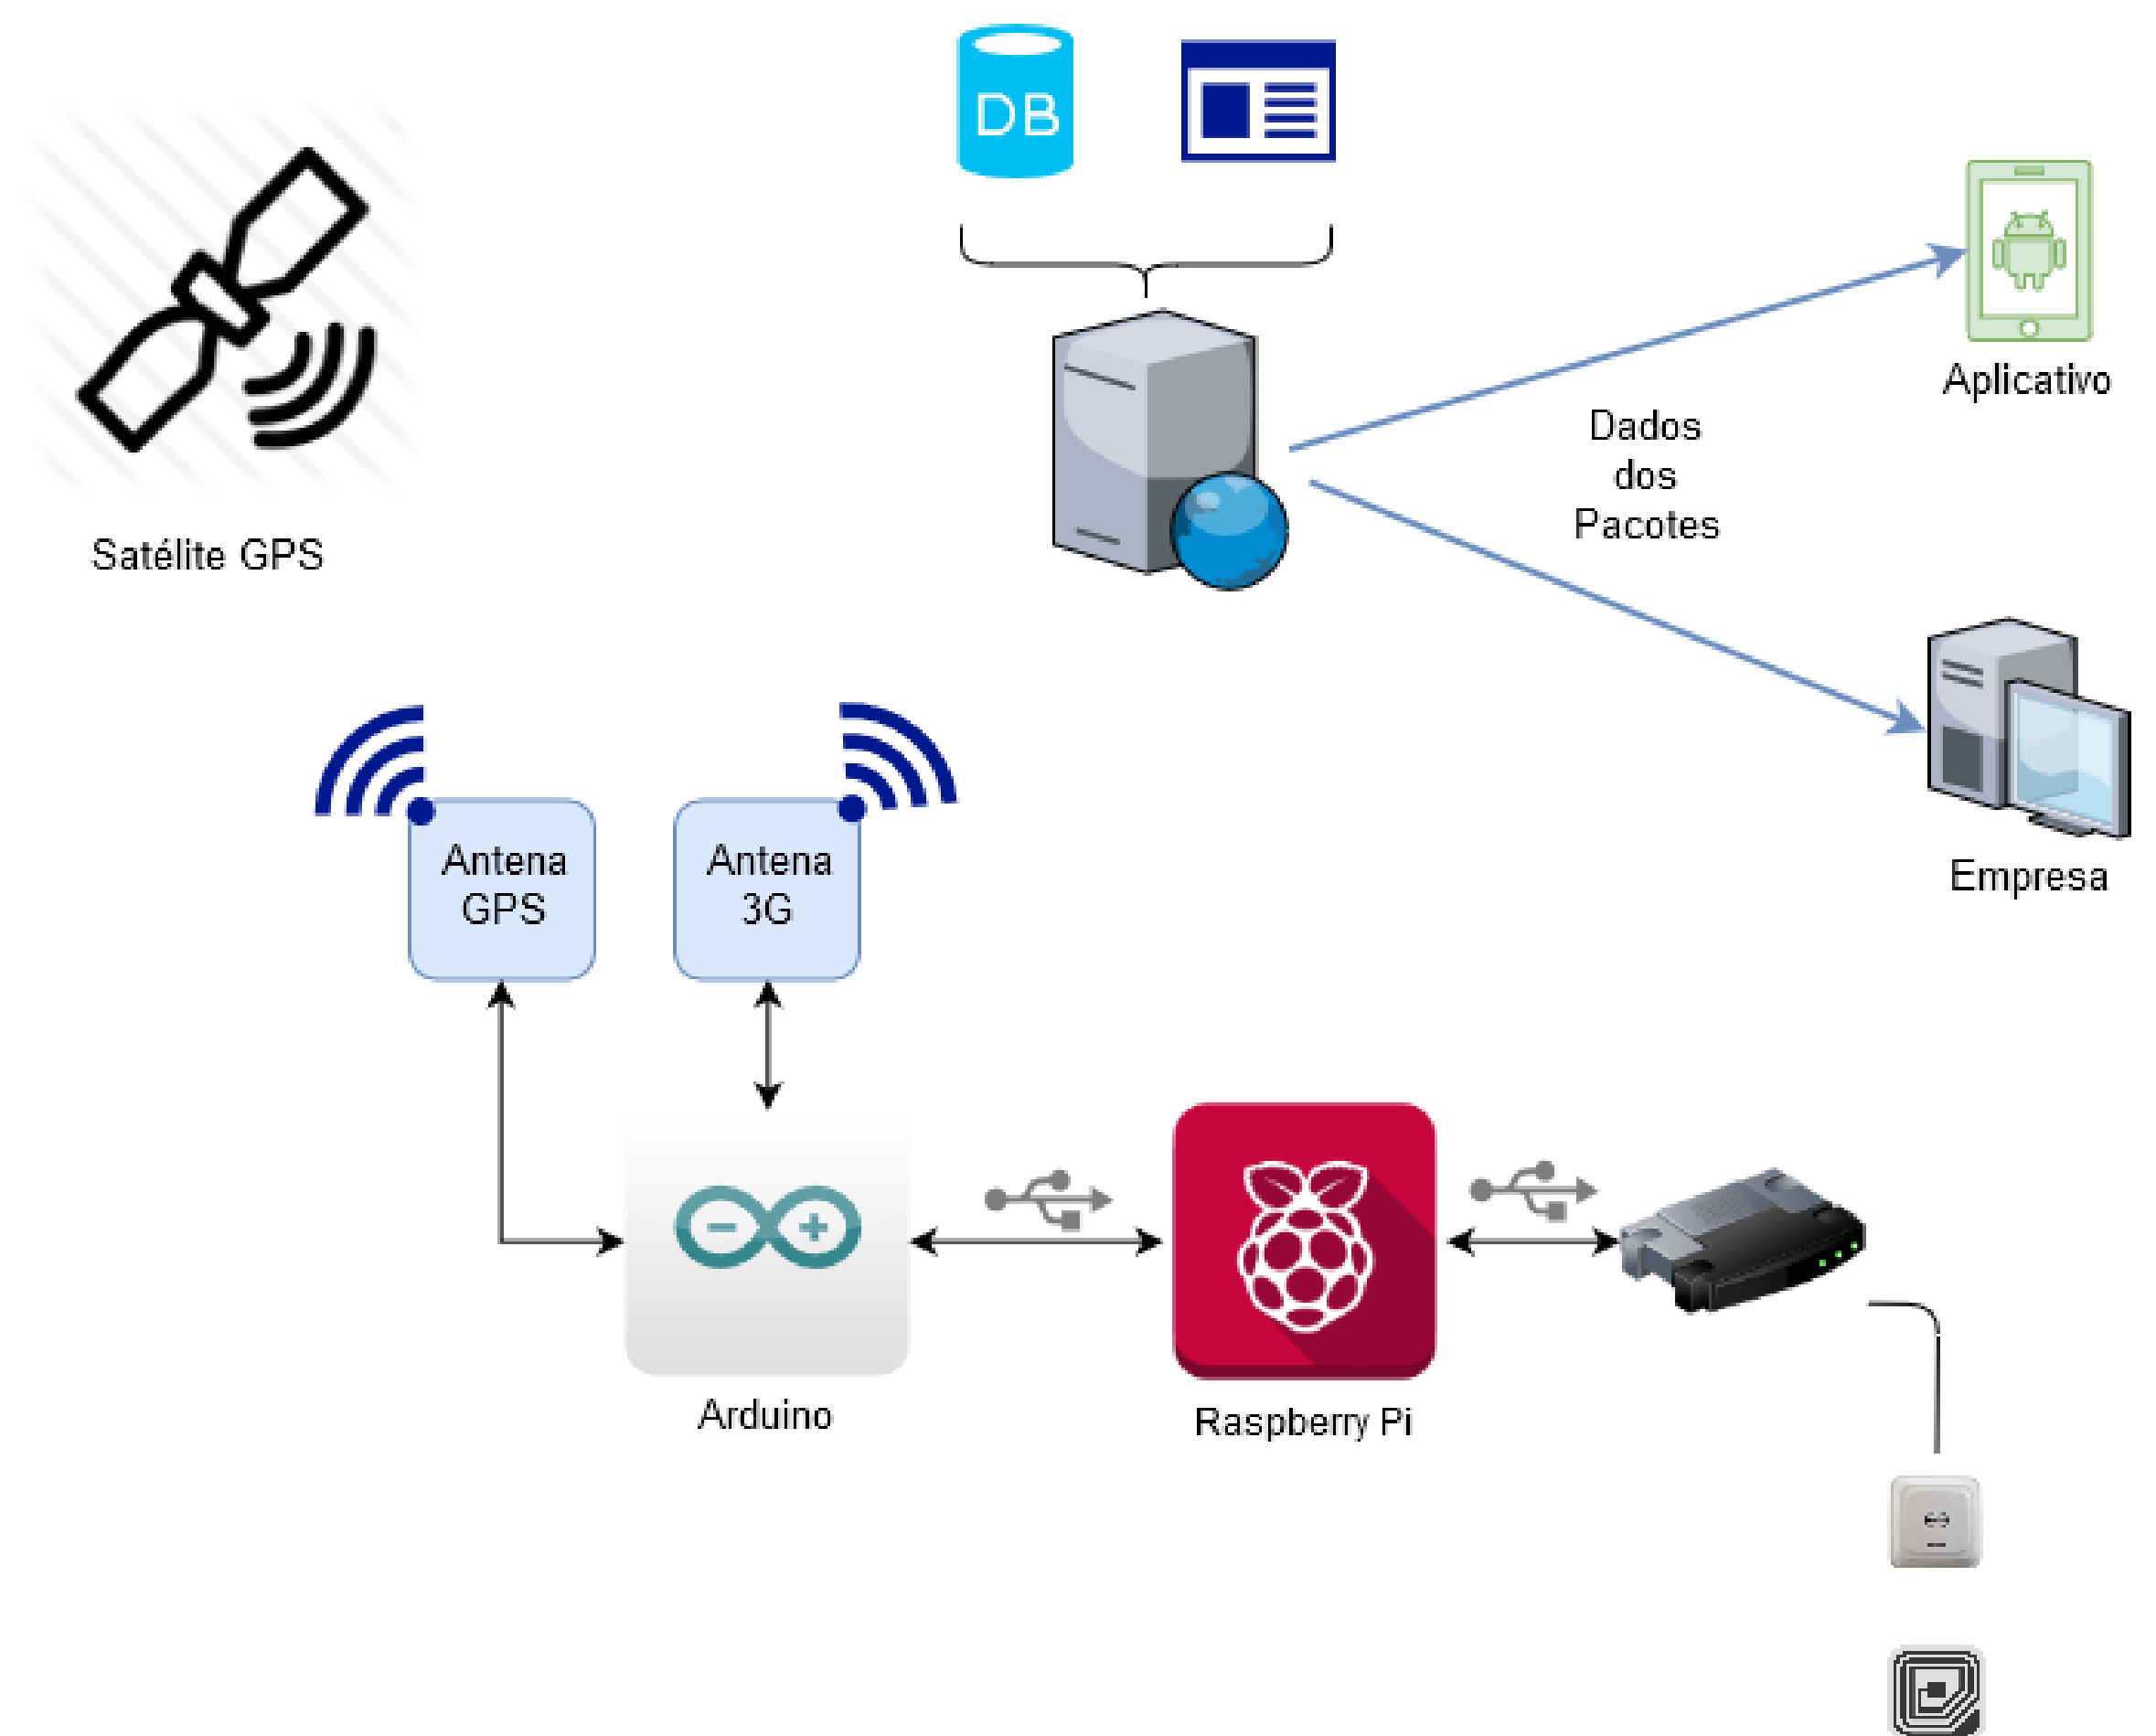 DB
Satélite GPS
Aplicativo
Dados
dos
Pacotes
Empresa
Antena
GPS
Antena
3G
Arduino
Raspberry Pi